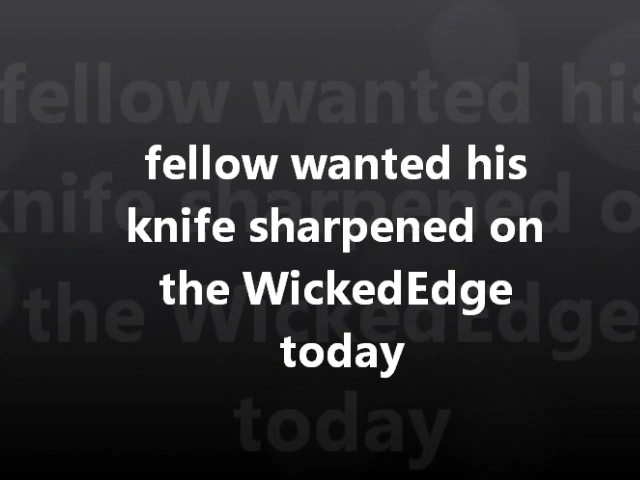 fellow wanted his
knife sharpened on
the WickedEdge
today